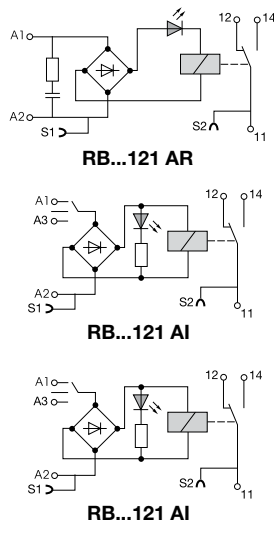 12 14
A1
A2
S1 S2
11
RB...121 AR
A1 12 14
A3
A2
S1 S2
11
RB...121 AI
A1 12 14
A3
A2
S1 S2
11
RB...121 AI